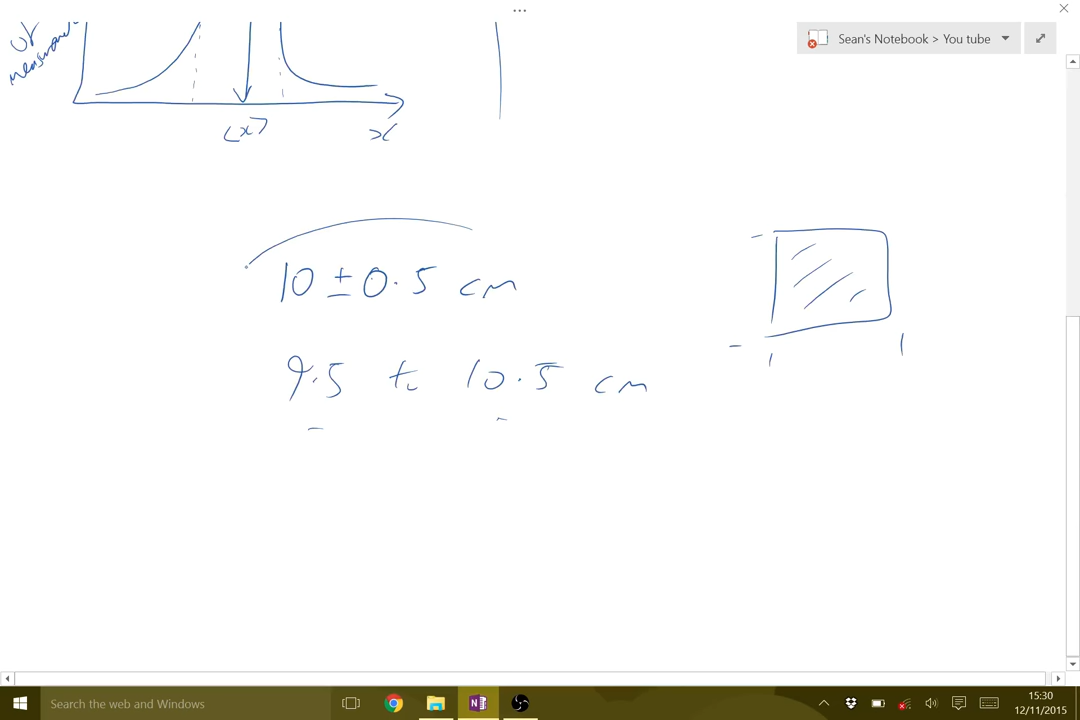 ...
Sean's Notebook > You tube
of
⟨x⟩
x
10 ± 0.5 cm
9.5 to 10.5 cm
Search the web and Windows
N
15:30
12/11/2015